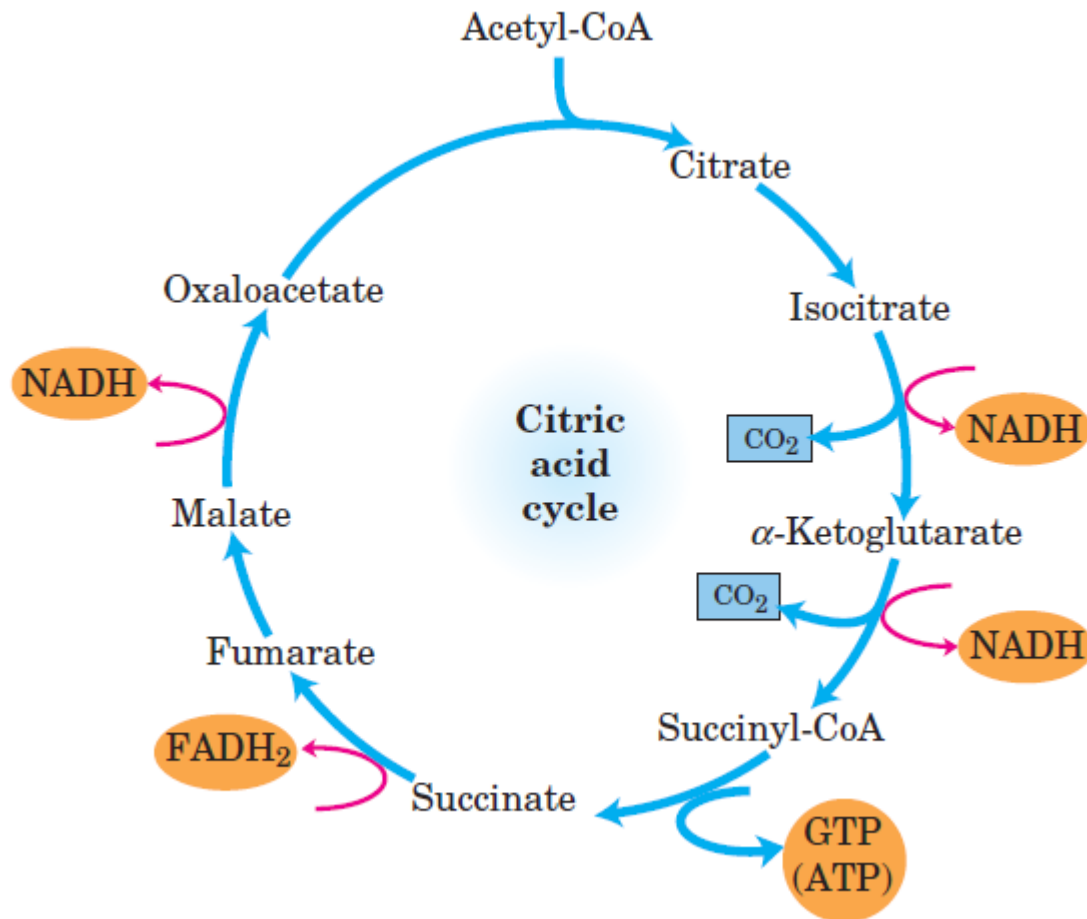 Acetyl-CoA
Citrate
Oxaloacetate
Isocitrate
NADH
Citric
acid
cycle
CO₂
NADH
Malate
α-Ketoglutarate
CO₂
Fumarate
NADH
Succinyl-CoA
FADH₂
Succinate
GTP
(ATP)